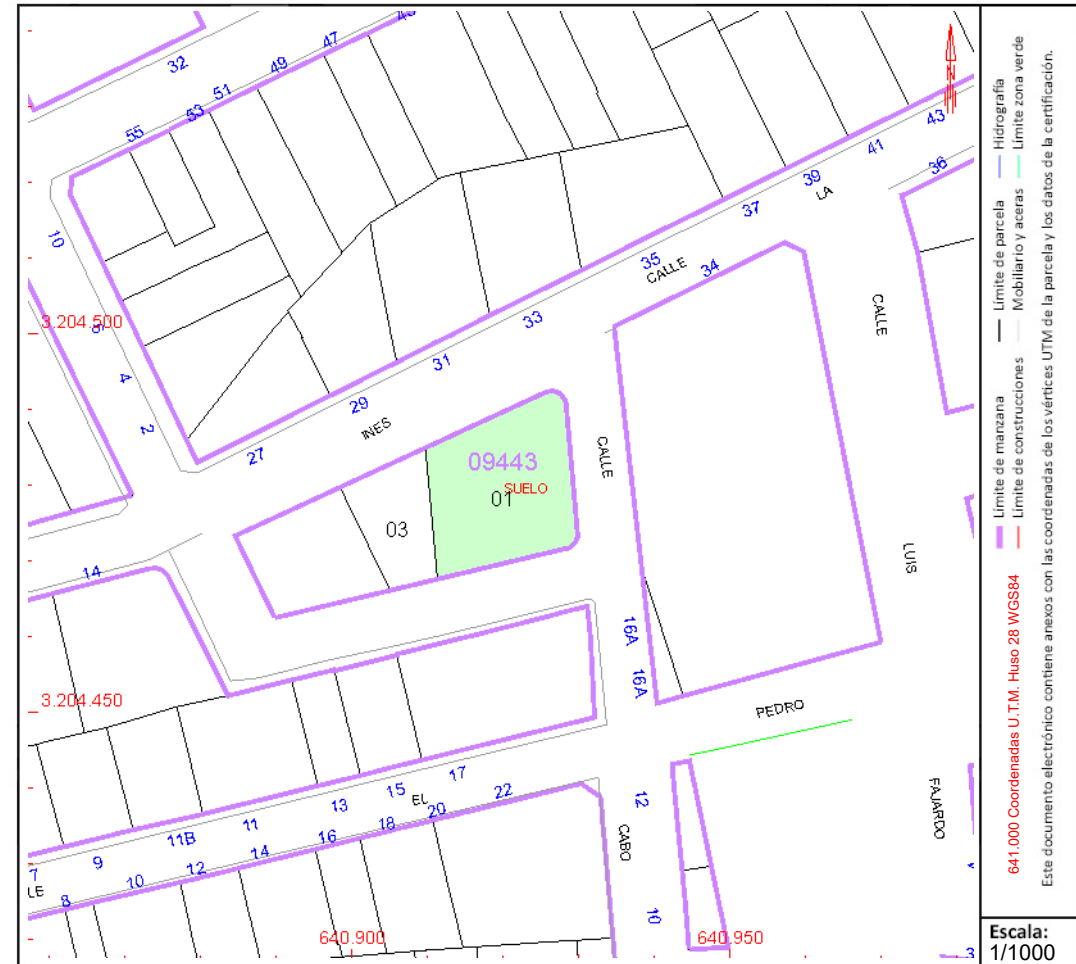 48
47
49
51
53
55
32
43
41
39
37
36
LA
35
CALLE
34
33
31
29
INES
27
10
6
4
2
3.204.500
CALLE
CALLE
09443
SUELO
01
03
14
LUIS
16A
16A
3.204.450
PEDRO
17
15
EL
13
11
11B
9
7
LE
22
20
18
16
14
12
10
8
12
CABO
10
FAJARDO
640.900
640.950
3
N
Límite de manzana
Límite de parcela
Hidrografía
Límite de construcciones
Mobiliario y aceras
Límite zona verde
641.000 Coordenadas U.T.M. Huso 28 WGS84
Este documento electrónico contiene anexos con las coordenadas de los vértices UTM de la parcela y los datos de la certificación.
Escala:
1/1000